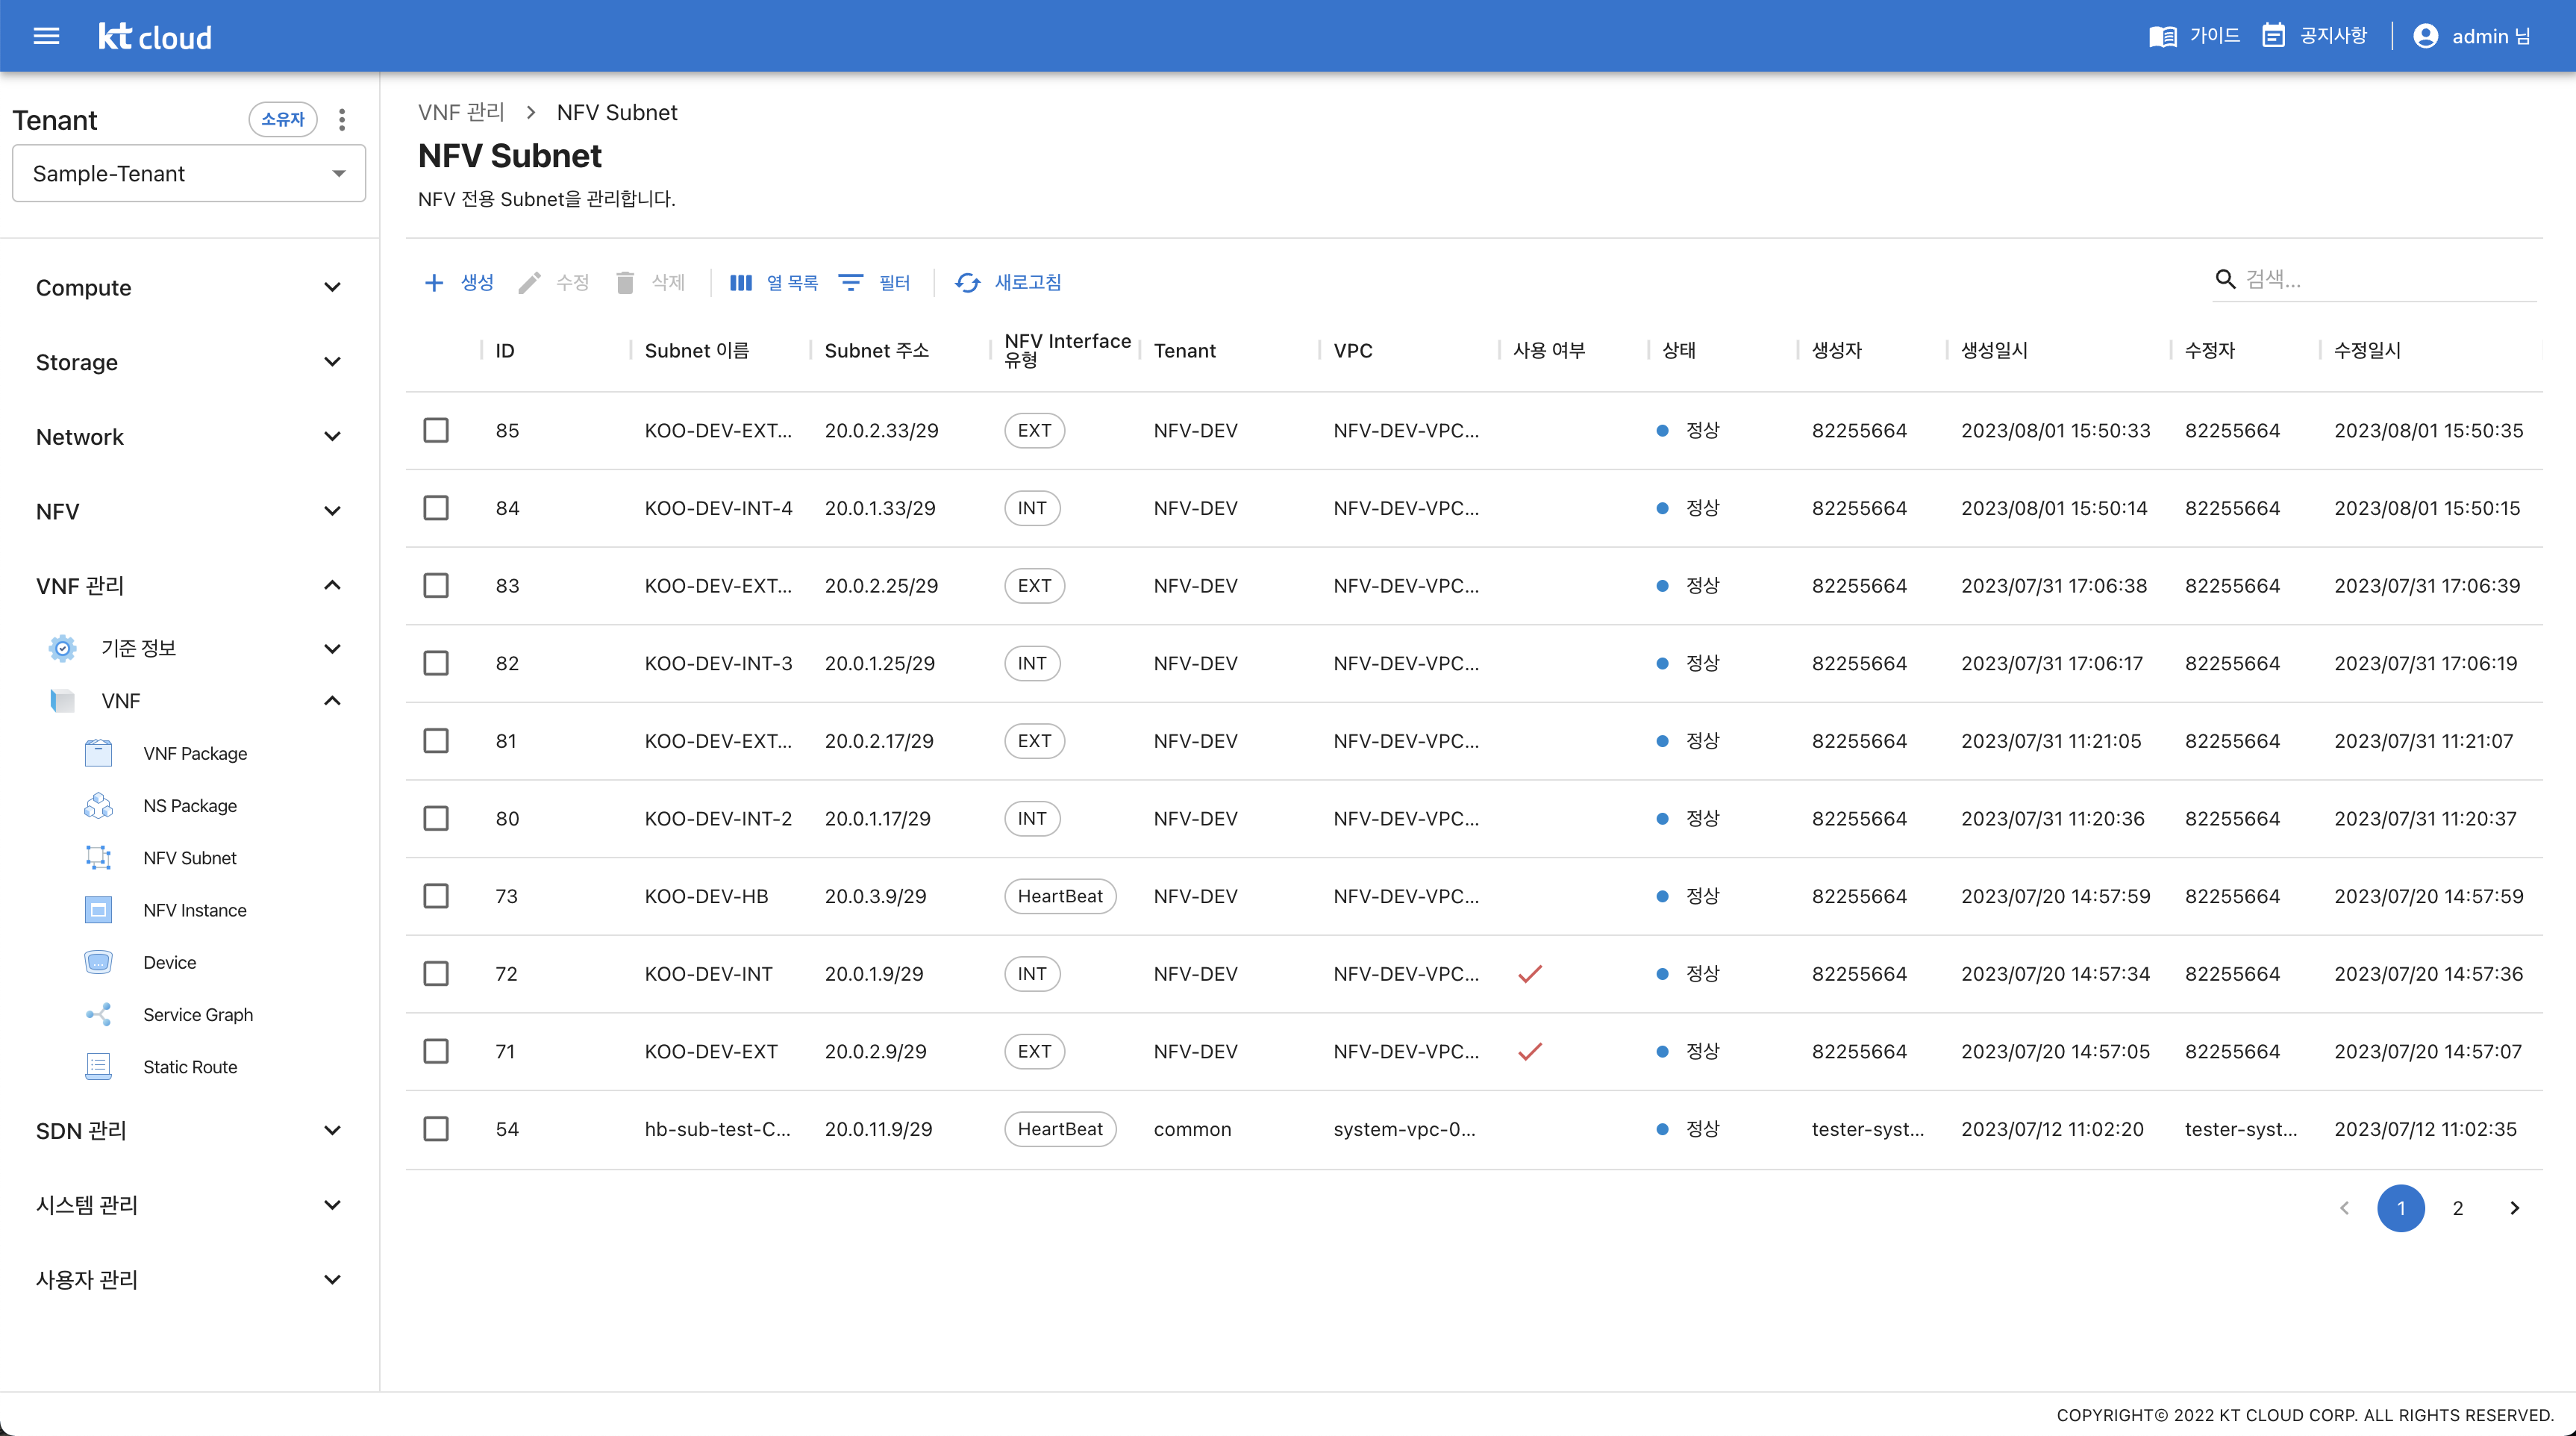 kt cloud
가이드
공지사항
admin 님
Tenant
소유자
Sample-Tenant
Compute
Storage
Network
NFV
VNF 관리
기준 정보
VNF
VNF Package
NS Package
NFV Subnet
NFV Instance
Device
Service Graph
Static Route
SDN 관리
시스템 관리
사용자 관리
VNF 관리 > NFV Subnet
NFV Subnet
NFV 전용 Subnet을 관리합니다.
생성 수정 삭제 열 목록 필터 새로고침 검색...
ID Subnet 이름 Subnet 주소 NFV Interface 유형 Tenant VPC 사용 여부 상태 생성자 생성일시 수정자 수정일시
85 KOO-DEV-EXT... 20.0.2.33/29 EXT NFV-DEV NFV-DEV-VPC... 정상 82255664 2023/08/01 15:50:33 82255664 2023/08/01 15:50:35
84 KOO-DEV-INT-4 20.0.1.33/29 INT NFV-DEV NFV-DEV-VPC... 정상 82255664 2023/08/01 15:50:14 82255664 2023/08/01 15:50:15
83 KOO-DEV-EXT... 20.0.2.25/29 EXT NFV-DEV NFV-DEV-VPC... 정상 82255664 2023/07/31 17:06:38 82255664 2023/07/31 17:06:39
82 KOO-DEV-INT-3 20.0.1.25/29 INT NFV-DEV NFV-DEV-VPC... 정상 82255664 2023/07/31 17:06:17 82255664 2023/07/31 17:06:19
81 KOO-DEV-EXT... 20.0.2.17/29 EXT NFV-DEV NFV-DEV-VPC... 정상 82255664 2023/07/31 11:21:05 82255664 2023/07/31 11:21:07
80 KOO-DEV-INT-2 20.0.1.17/29 INT NFV-DEV NFV-DEV-VPC... 정상 82255664 2023/07/31 11:20:36 82255664 2023/07/31 11:20:37
73 KOO-DEV-HB 20.0.3.9/29 HeartBeat NFV-DEV NFV-DEV-VPC... 정상 82255664 2023/07/20 14:57:59 82255664 2023/07/20 14:57:59
72 KOO-DEV-INT 20.0.1.9/29 INT NFV-DEV NFV-DEV-VPC... 정상 82255664 2023/07/20 14:57:34 82255664 2023/07/20 14:57:36
71 KOO-DEV-EXT 20.0.2.9/29 EXT NFV-DEV NFV-DEV-VPC... 정상 82255664 2023/07/20 14:57:05 82255664 2023/07/20 14:57:07
54 hb-sub-test-C... 20.0.11.9/29 HeartBeat common system-vpc-0... 정상 tester-syst... 2023/07/12 11:02:20 tester-syst... 2023/07/12 11:02:35
1 2
COPYRIGHT© 2022 KT CLOUD CORP. ALL RIGHTS RESERVED.